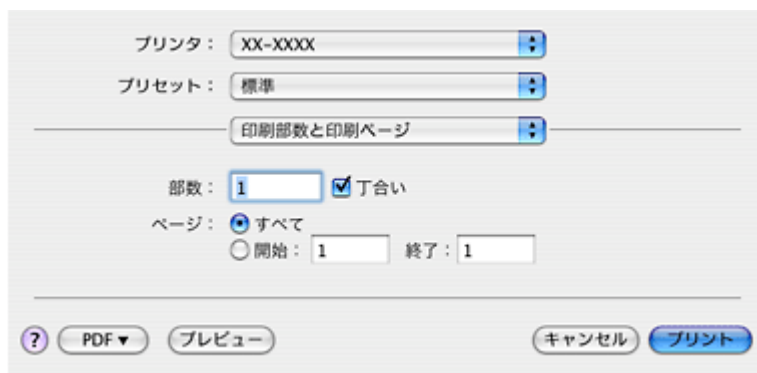 プリンタ： XX-XXXX
プリセット： 標準
印刷部数と印刷ページ
部数： 1 丁合い
ページ： すべて
開始： 1 終了： 1
? PDF▼ プレビュー キャンセル プリント